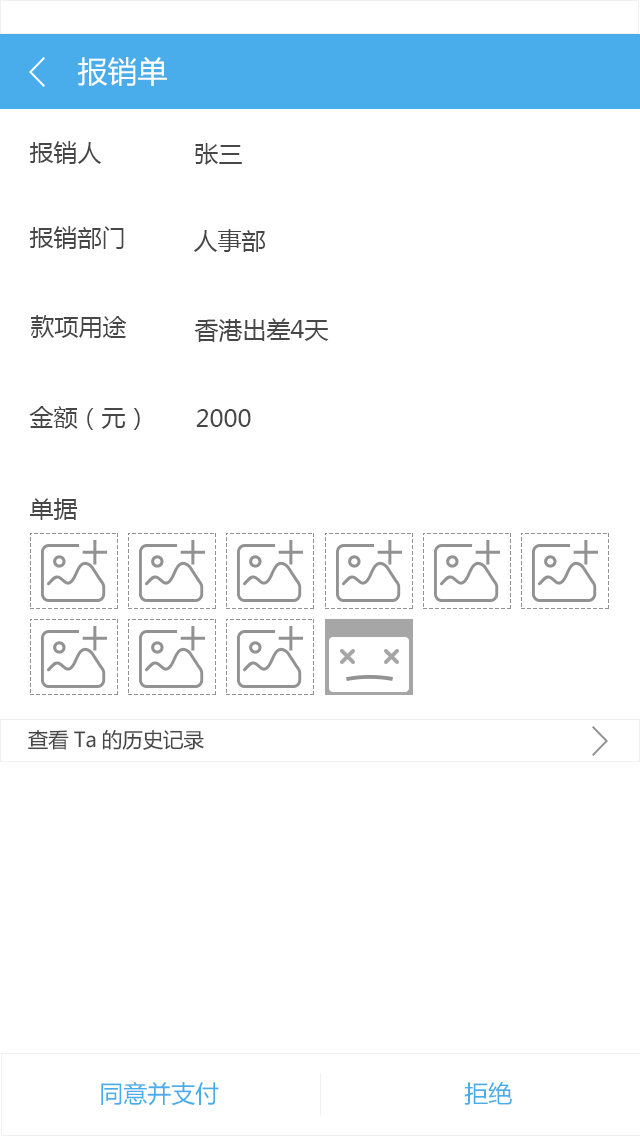 报销单
报销人 张三
报销部门 人事部
款项用途 香港出差4天
金额（元） 2000
单据
查看 Ta 的历史记录
同意并支付 拒绝